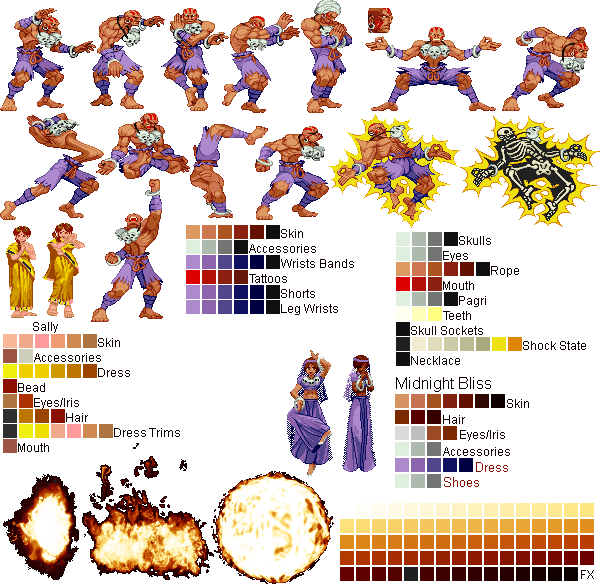 Skin
Accessories
Wrists Bands
Tattoos
Shorts
Leg Wrists
Skulls
Eyes
Rope
Mouth
Pagri
Teeth
Skull Sockets
Shock State
Necklace
Sally
Skin
Accessories
Dress
Bead
Eyes/Iris
Hair
Dress Trims
Mouth
Midnight Bliss
Skin
Hair
Eyes/Iris
Accessories
Dress
Shoes
FX